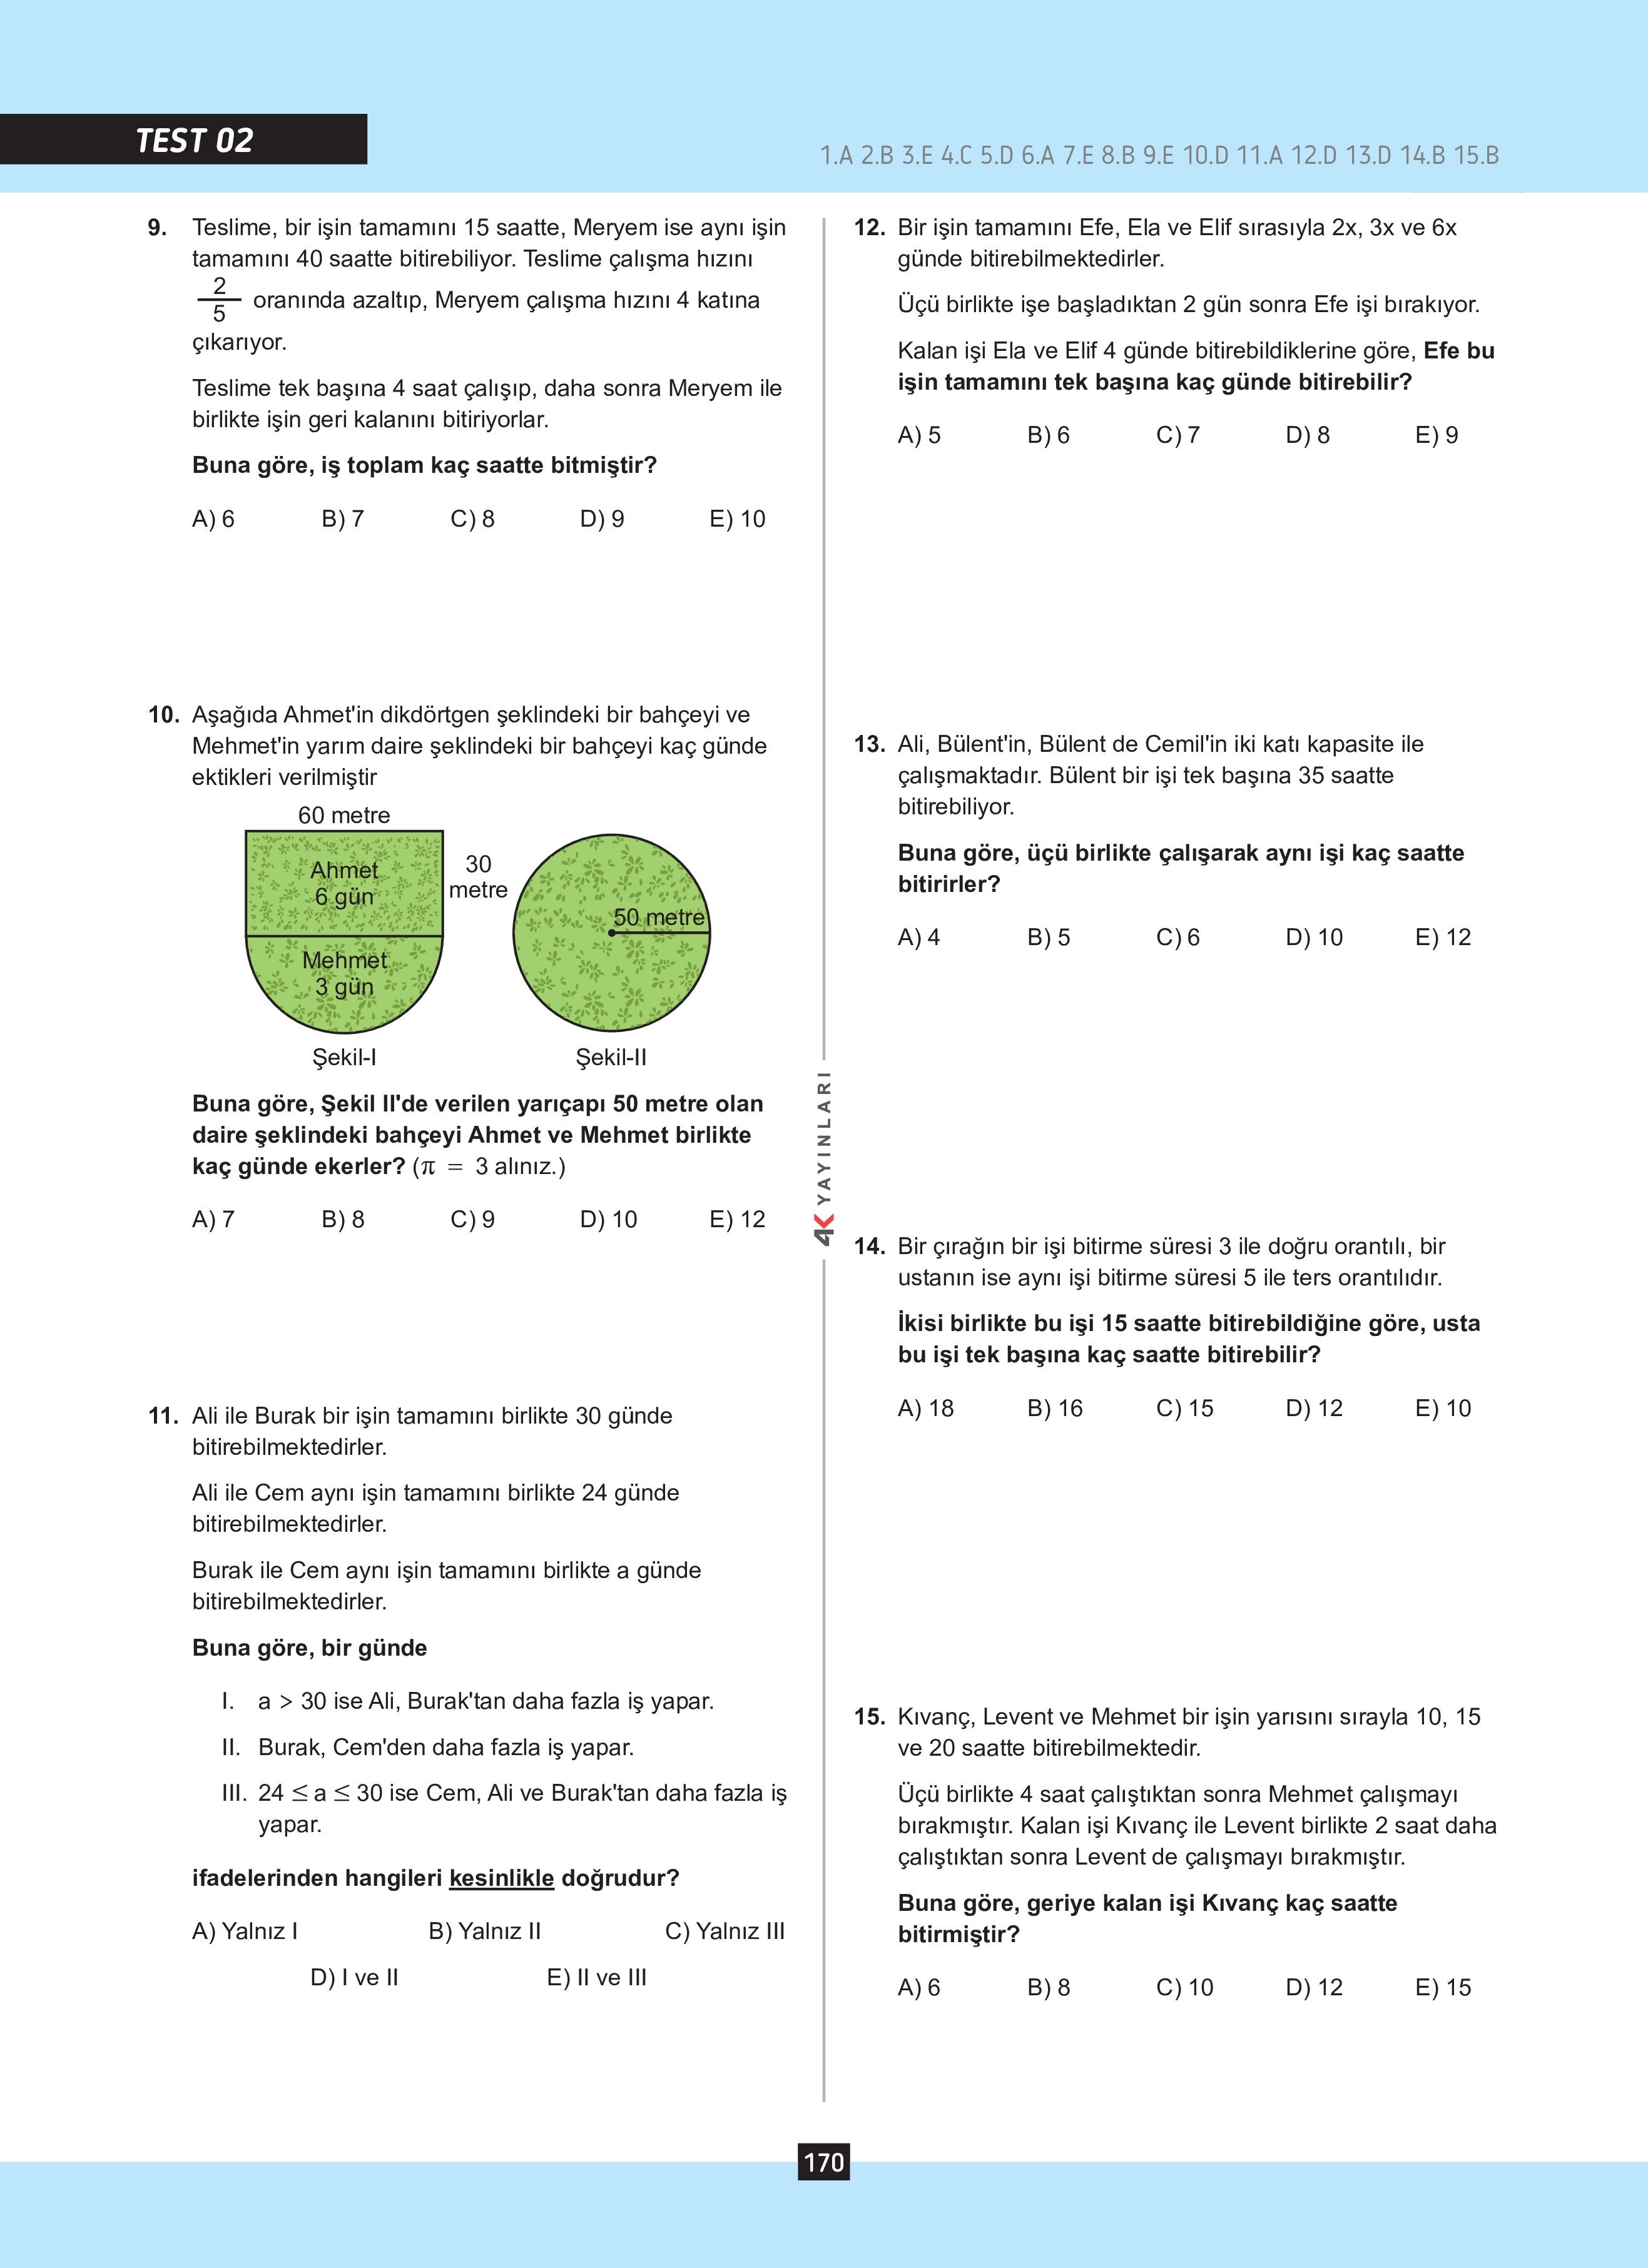 TEST 02
1.A 2.B 3.E 4.C 5.D 6.A 7.E 8.B 9.E 10.D 11.A 12.D 13.D 14.B 15.B
9. Teslime, bir işin tamamını 15 saatte, Meryem ise aynı işin
tamamını 40 saatte bitirebiliyor. Teslime çalışma hızını
2/5 oranında azaltıp, Meryem çalışma hızını 4 katına
çıkarıyor.
Teslime tek başına 4 saat çalışıp, daha sonra Meryem ile
birlikte işin geri kalanını bitiriyorlar.
Buna göre, iş toplam kaç saatte bitmiştir?
A) 6 B) 7 C) 8 D) 9 E) 10
10. Aşağıda Ahmet'in dikdörtgen şeklindeki bir bahçeyi ve
Mehmet'in yarım daire şeklindeki bir bahçeyi kaç günde
ektikleri verilmiştir
60 metre
Ahmet
6 gün
30
metre
50 metre
Mehmet
3 gün
Şekil-I
Şekil-II
Buna göre, Şekil II'de verilen yarıçapı 50 metre olan
daire şeklindeki bahçeyi Ahmet ve Mehmet birlikte
kaç günde ekerler? (π = 3 alınız.)
A) 7 B) 8 C) 9 D) 10 E) 12
11. Ali ile Burak bir işin tamamını birlikte 30 günde
bitirebilmektedirler.
Ali ile Cem aynı işin tamamını birlikte 24 günde
bitirebilmektedirler.
Burak ile Cem aynı işin tamamını birlikte a günde
bitirebilmektedirler.
Buna göre, bir günde
I. a > 30 ise Ali, Burak'tan daha fazla iş yapar.
II. Burak, Cem'den daha fazla iş yapar.
III. 24 ≤ a ≤ 30 ise Cem, Ali ve Burak'tan daha fazla iş
yapar.
ifadelerinden hangileri kesinlikle doğrudur?
A) Yalnız I B) Yalnız II C) Yalnız III
D) I ve II E) II ve III
4K YAYINLARI
12. Bir işin tamamını Efe, Ela ve Elif sırasıyla 2x, 3x ve 6x
günde bitirebilmektedirler.
Üçü birlikte işe başladıktan 2 gün sonra Efe işi bırakıyor.
Kalan işi Ela ve Elif 4 günde bitirebildiklerine göre, Efe bu
işin tamamını tek başına kaç günde bitirebilir?
A) 5 B) 6 C) 7 D) 8 E) 9
13. Ali, Bülent'in, Bülent de Cemil'in iki katı kapasite ile
çalışmaktadır. Bülent bir işi tek başına 35 saatte
bitirebiliyor.
Buna göre, üçü birlikte çalışarak aynı işi kaç saatte
bitirirler?
A) 4 B) 5 C) 6 D) 10 E) 12
14. Bir çırağın bir işi bitirme süresi 3 ile doğru orantılı, bir
ustanın ise aynı işi bitirme süresi 5 ile ters orantılıdır.
İkisi birlikte bu işi 15 saatte bitirebildiğine göre, usta
bu işi tek başına kaç saatte bitirebilir?
A) 18 B) 16 C) 15 D) 12 E) 10
15. Kıvanç, Levent ve Mehmet bir işin yarısını sırayla 10, 15
ve 20 saatte bitirebilmektedir.
Üçü birlikte 4 saat çalıştıktan sonra Mehmet çalışmayı
bırakmıştır. Kalan işi Kıvanç ile Levent birlikte 2 saat daha
çalıştıktan sonra Levent de çalışmayı bırakmıştır.
Buna göre, geriye kalan işi Kıvanç kaç saatte
bitirmiştir?
A) 6 B) 8 C) 10 D) 12 E) 15
170